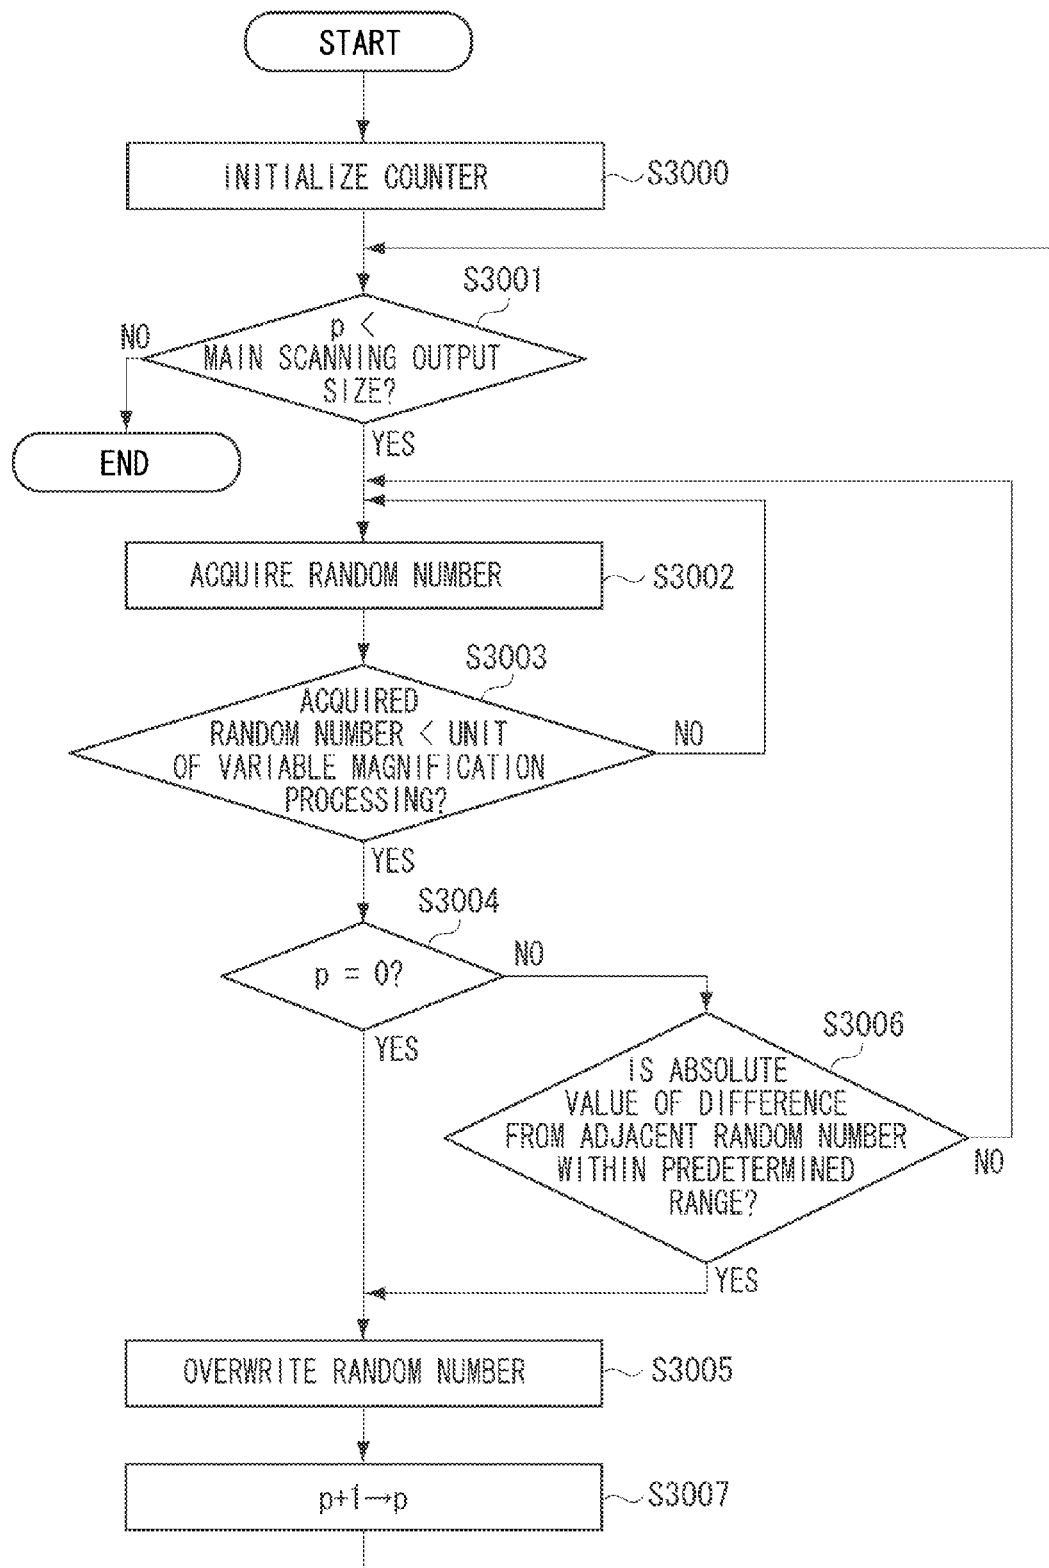 START
INITIALIZE COUNTER
S3000
S3001
p <
MAIN SCANNING OUTPUT
SIZE?
NO
YES
END
ACQUIRE RANDOM NUMBER
S3002
S3003
ACQUIRED
RANDOM NUMBER < UNIT
OF VARIABLE MAGNIFICATION
PROCESSING?
NO
YES
S3004
p = 0?
NO
YES
S3006
IS ABSOLUTE
VALUE OF DIFFERENCE
FROM ADJACENT RANDOM NUMBER
WITHIN PREDETERMINED
RANGE?
NO
YES
OVERWRITE RANDOM NUMBER
S3005
p+1→p
S3007